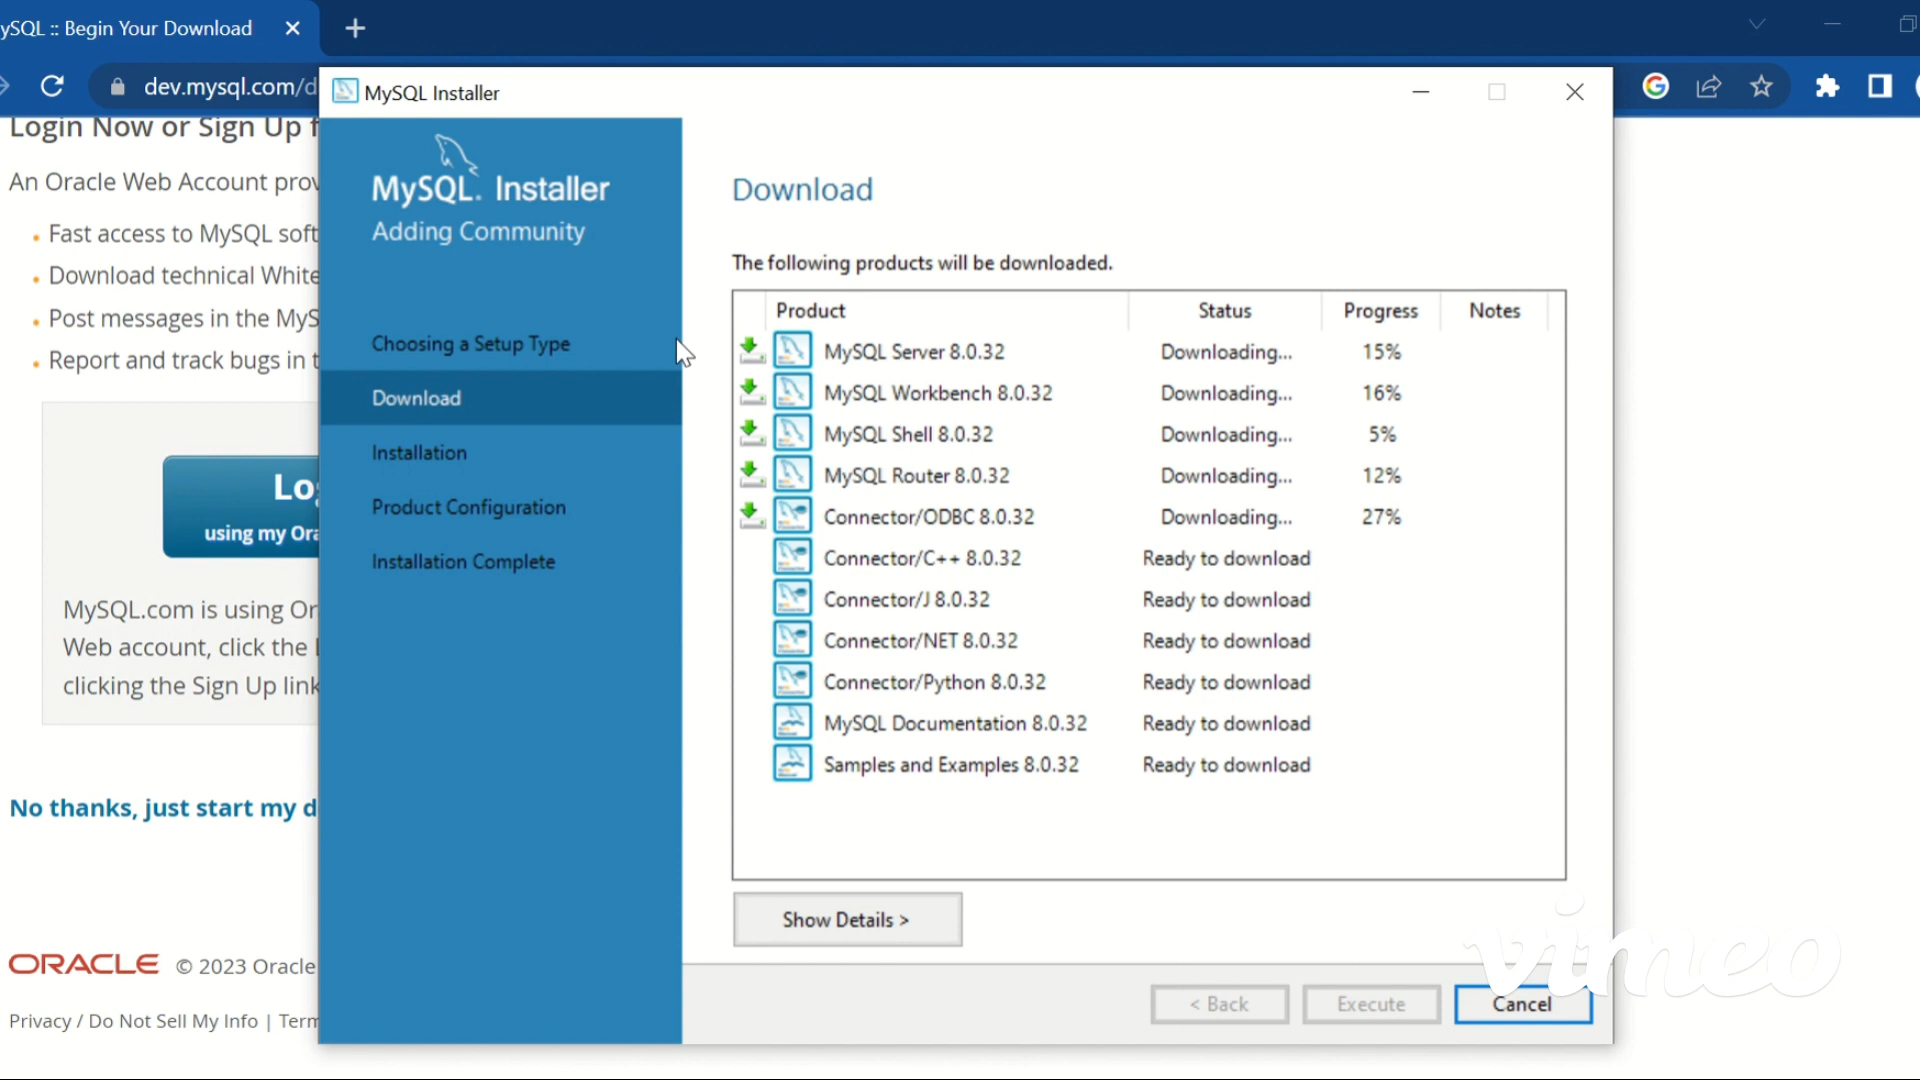 ySQL :: Begin Your Download
dev.mysql.com/d
Login Now or Sign Up f
An Oracle Web Account prov
• Fast access to MySQL soft
• Download technical White
• Post messages in the MyS
• Report and track bugs in t
Log
using my Ora
MySQL.com is using Or
Web account, click the l
clicking the Sign Up link
No thanks, just start my d
ORACLE © 2023 Oracle
Privacy / Do Not Sell My Info | Term
MySQL Installer
MySQL. Installer
Adding Community
Choosing a Setup Type
Download
Installation
Product Configuration
Installation Complete
Download
The following products will be downloaded.
Product Status Progress Notes
MySQL Server 8.0.32 Downloading... 15%
MySQL Workbench 8.0.32 Downloading... 16%
MySQL Shell 8.0.32 Downloading... 5%
MySQL Router 8.0.32 Downloading... 12%
Connector/ODBC 8.0.32 Downloading... 27%
Connector/C++ 8.0.32 Ready to download
Connector/J 8.0.32 Ready to download
Connector/NET 8.0.32 Ready to download
Connector/Python 8.0.32 Ready to download
MySQL Documentation 8.0.32 Ready to download
Samples and Examples 8.0.32 Ready to download
Show Details >
< Back Execute Cancel
vimeo